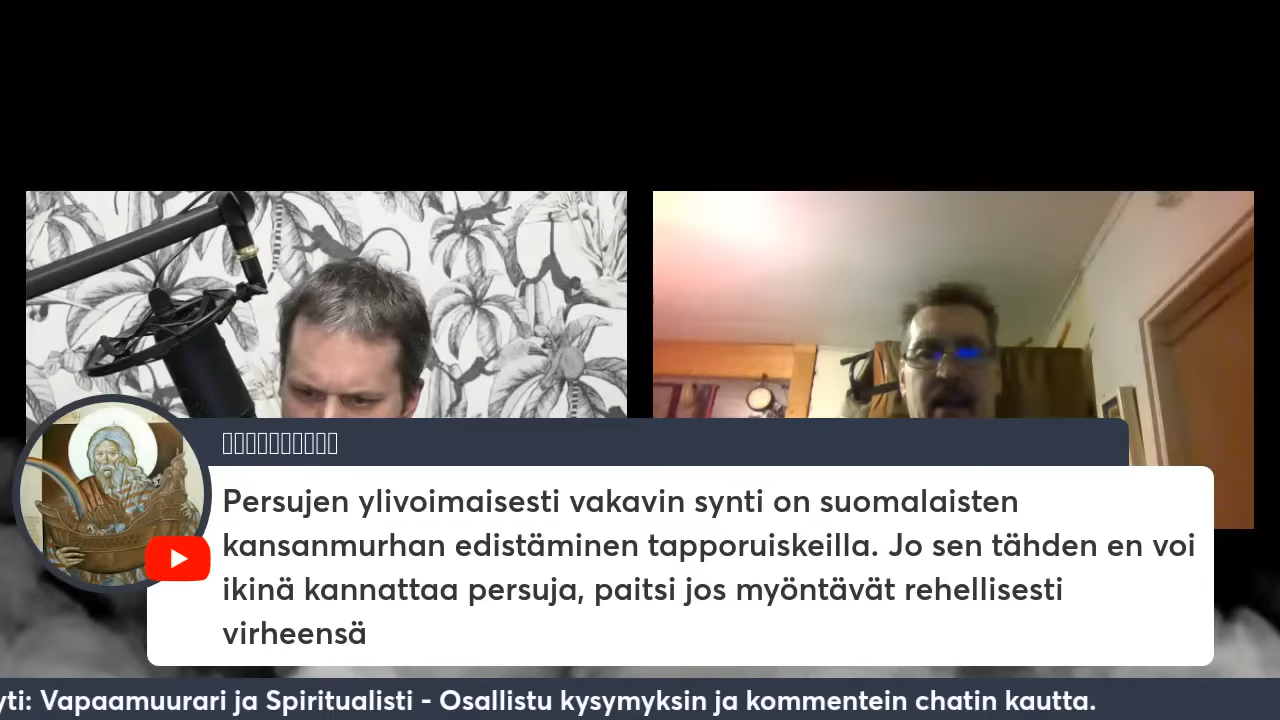 Persujen ylivoimaisesti vakavin synti on suomalaisten
kansanmurhan edistäminen tapporuiskeilla. Jo sen tähden en voi
ikinä kannattaa persuja, paitsi jos myöntävät rehellisesti
virheensä
yti: Vapaamuurari ja Spiritualisti - Osallistu kysymyksin ja kommentein chatin kautta.